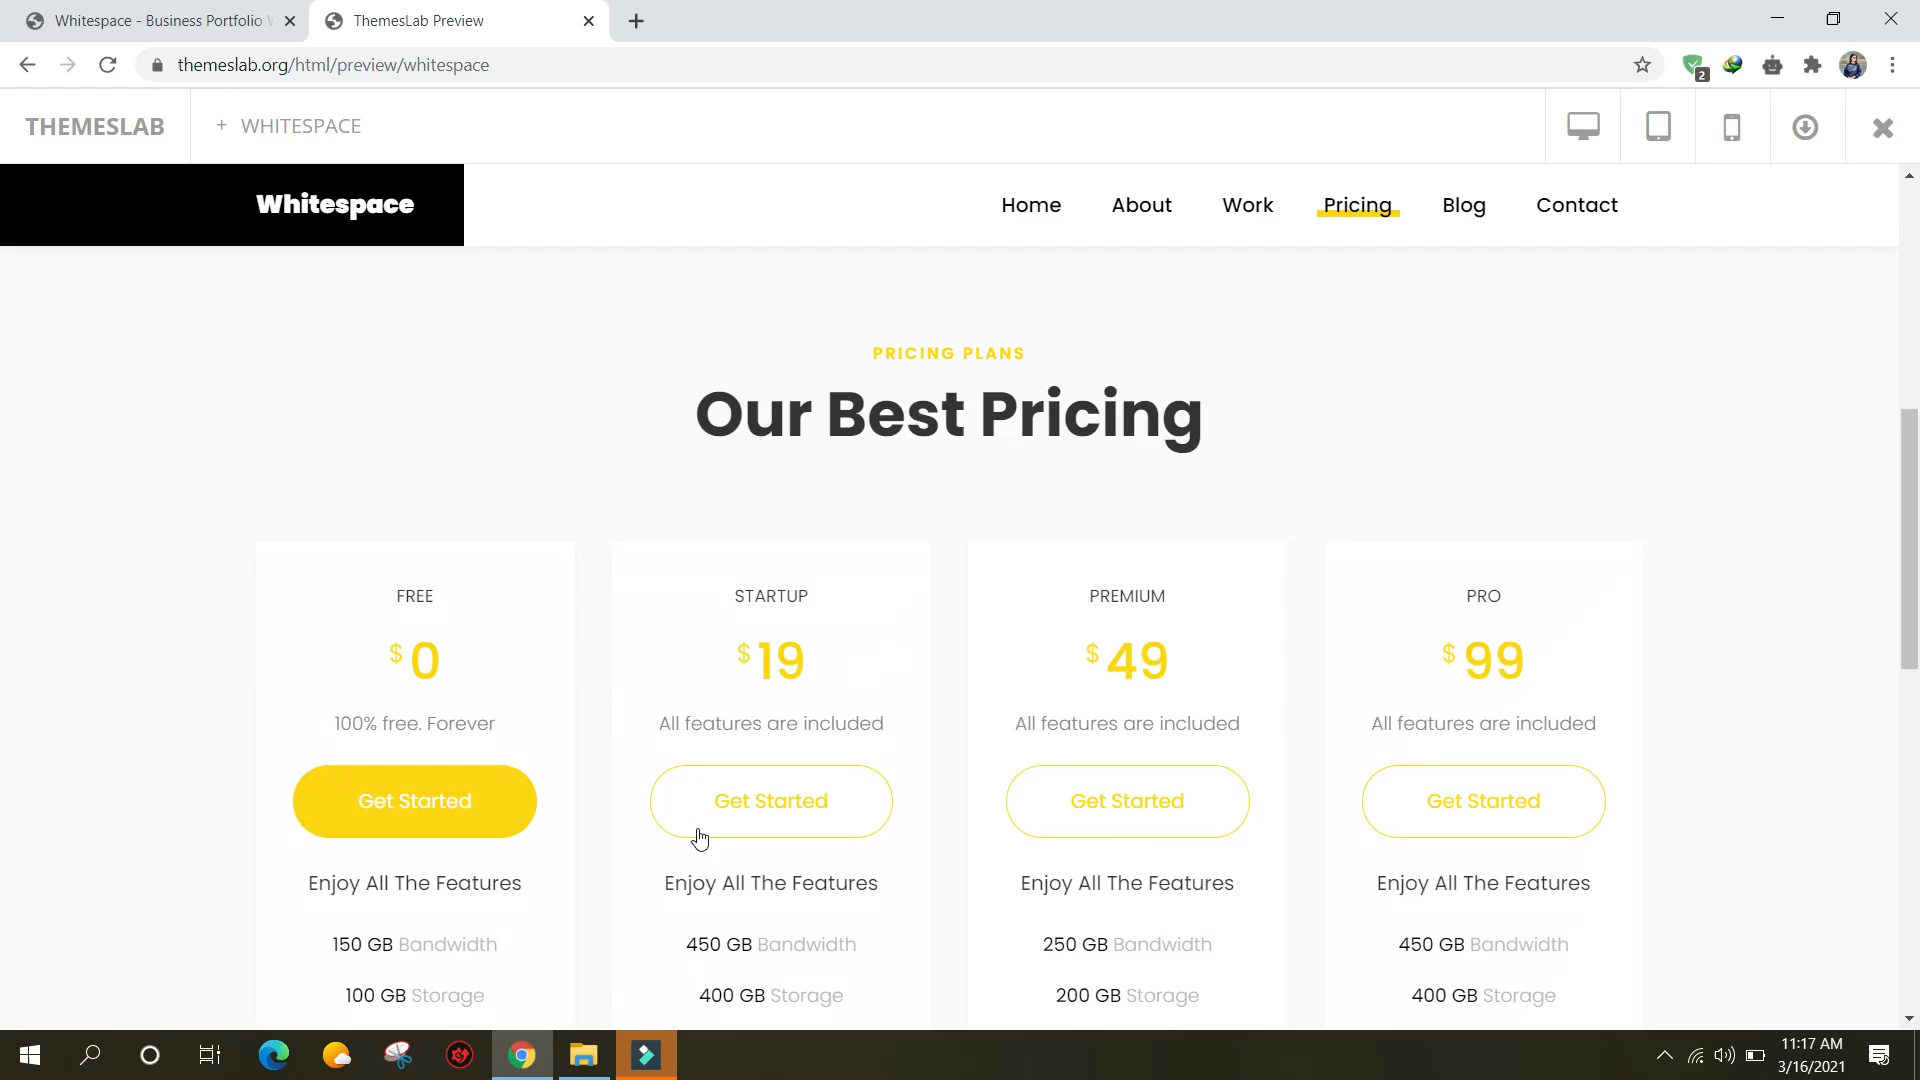 Whitespace - Business Portfolio
ThemesLab Preview
themeslab.org/html/preview/whitespace
2
THEMESLAB
+ WHITESPACE
Whitespace
Home
About
Work
Pricing
Blog
Contact
PRICING PLANS
Our Best Pricing
FREE
$0
100% free. Forever
Get Started
Enjoy All The Features
150 GB Bandwidth
100 GB Storage
STARTUP
$19
All features are included
Get Started
Enjoy All The Features
450 GB Bandwidth
400 GB Storage
PREMIUM
$49
All features are included
Get Started
Enjoy All The Features
250 GB Bandwidth
200 GB Storage
PRO
$99
All features are included
Get Started
Enjoy All The Features
450 GB Bandwidth
400 GB Storage
11:17 AM
3/16/2021